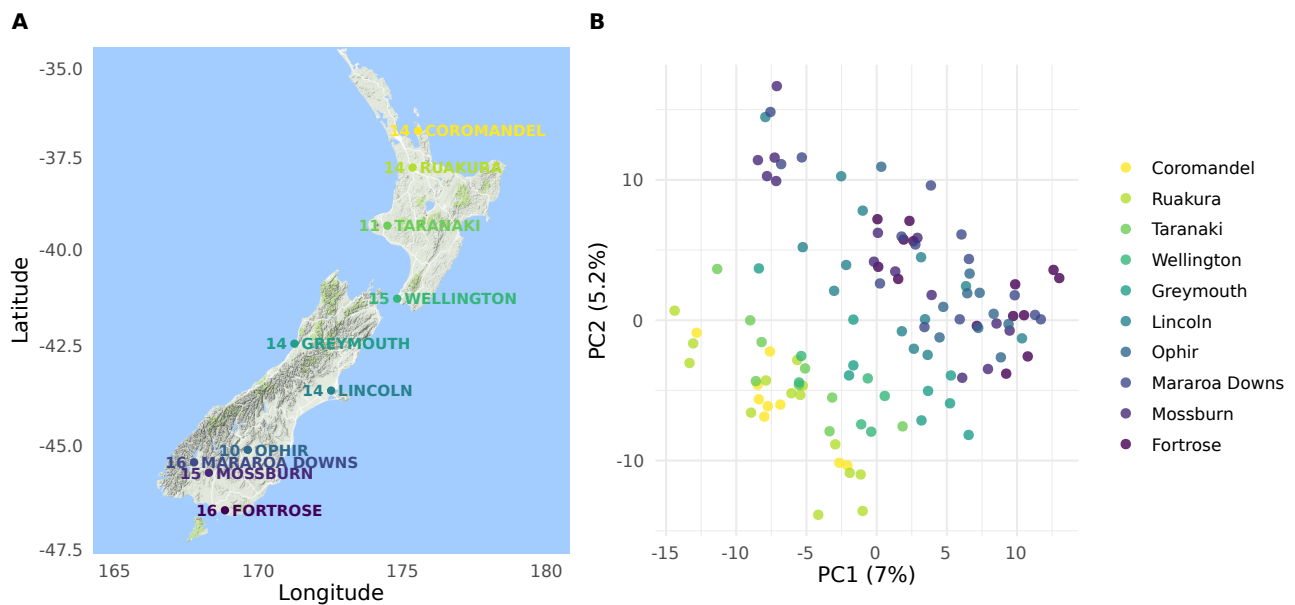 A
-35.0
-37.5
-40.0
-42.5
-45.0
-47.5
Latitude
14 COROMANDEL
14 RUAKURA
11 TARANAKI
15 WELLINGTON
14 GREYMOUTH
14 LINCOLN
10 OPHIR
16 MARAROA DOWNS
15 MOSSBURN
16 FORTROSE
165 170 175 180
Longitude
B
10
0
-10
PC2 (5.2%)
-15 -10 -5 0 5 10
PC1 (7%)
Coromandel
Ruakura
Taranaki
Wellington
Greymouth
Lincoln
Ophir
Mararoa Downs
Mossburn
Fortrose